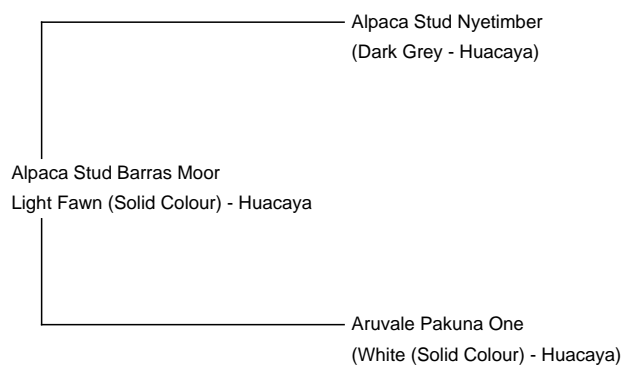 Alpaca Stud Nyetimber
(Dark Grey - Huacaya)
Alpaca Stud Barras Moor
Light Fawn (Solid Colour) - Huacaya
Aruvale Pakuna One
(White (Solid Colour) - Huacaya)